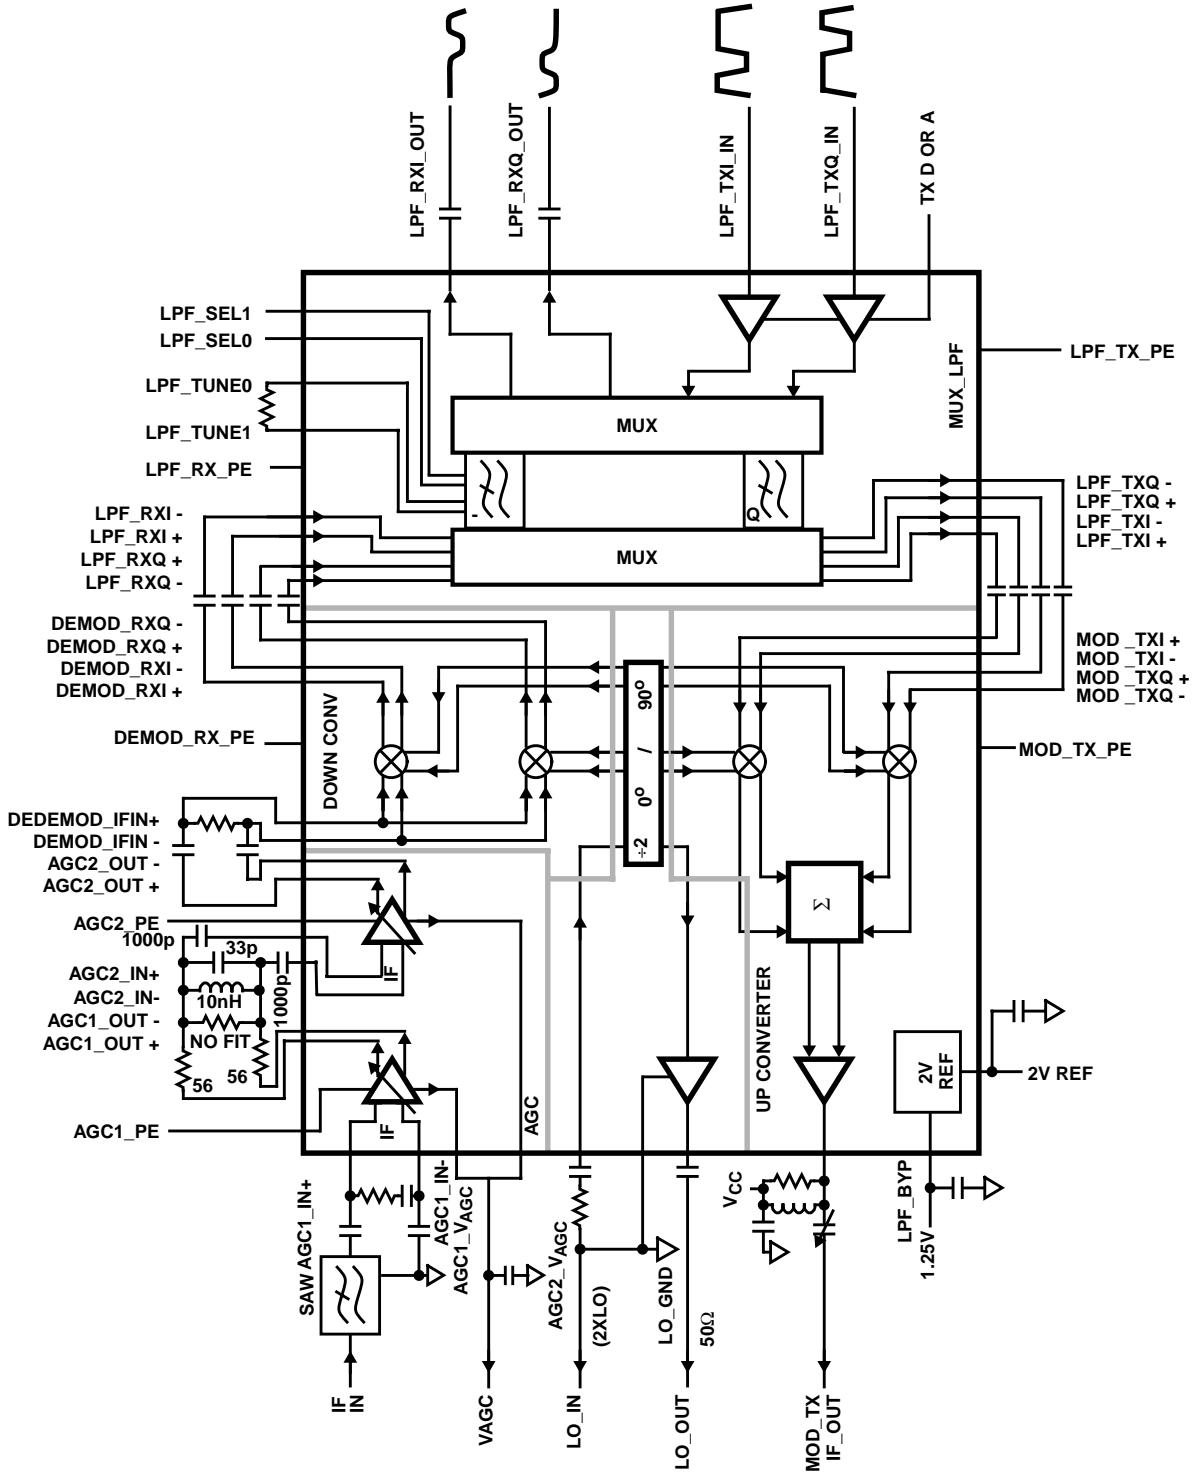 LPF_RXI_OUT
LPF_RXQ_OUT
LPF_TXI_IN
LPF_TXQ_IN
TX D OR A
LPF_SEL1
LPF_SEL0
LPF_TUNE0
LPF_TUNE1
LPF_RX_PE
MUX_LPF
LPF_TX_PE
MUX
-
Q
MUX
LPF_RXI -
LPF_RXI +
LPF_RXQ +
LPF_RXQ -
LPF_TXQ -
LPF_TXQ +
LPF_TXI -
LPF_TXI +
DEMOD_RXQ -
DEMOD_RXQ +
DEMOD_RXI -
DEMOD_RXI +
MOD _TXI +
MOD _TXI -
MOD _TXQ +
MOD _TXQ -
DEMOD_RX_PE
DOWN CONV
÷2 0o / 90o
MOD_TX_PE
DEDEMOD_IFIN+
DEMOD_IFIN -
AGC2_OUT -
AGC2_OUT +
AGC2_PE
1000p
33p
AGC2_IN+
AGC2_IN-
AGC1_OUT -
AGC1_OUT +
10nH
1000p
NO FIT
56
56
IF
Σ
AGC1_PE
IF
AGC
UP CONVERTER
2V
REF
2V REF
SAW AGC1_IN+
AGC1_IN-
AGC1_VAGC
AGC2_VAGC
(2XLO)
LO_GND
50Ω
VCC
LPF_BYP
1.25V
IF
IN
VAGC
LO_IN
LO_OUT
MOD_TX
IF_OUT